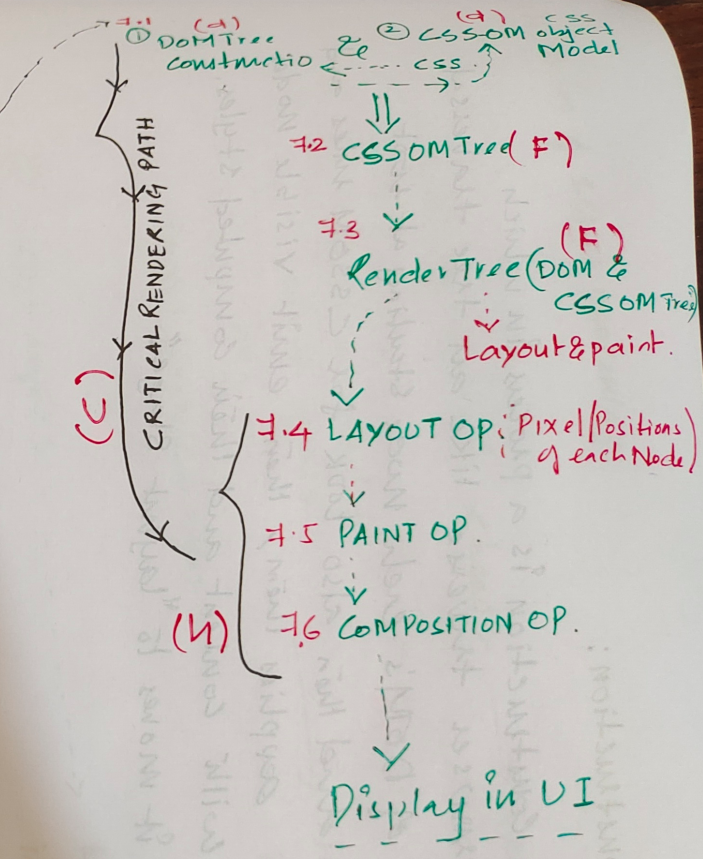 7.1 (d) (d) CSS
① DOM Tree & ② CSSOM object
Constructio CSS Model
7.2 CSSOM Tree (F)
7.3 (F)
Render Tree (DOM &
CSSOM Tree)
Layout & paint.
CRITICAL RENDERING PATH
(C)
7.4 LAYOUT OP: Pixel/Positions
of each Node)
7.5 PAINT OP.
(H)
7.6 COMPOSITION OP.
Display in UI